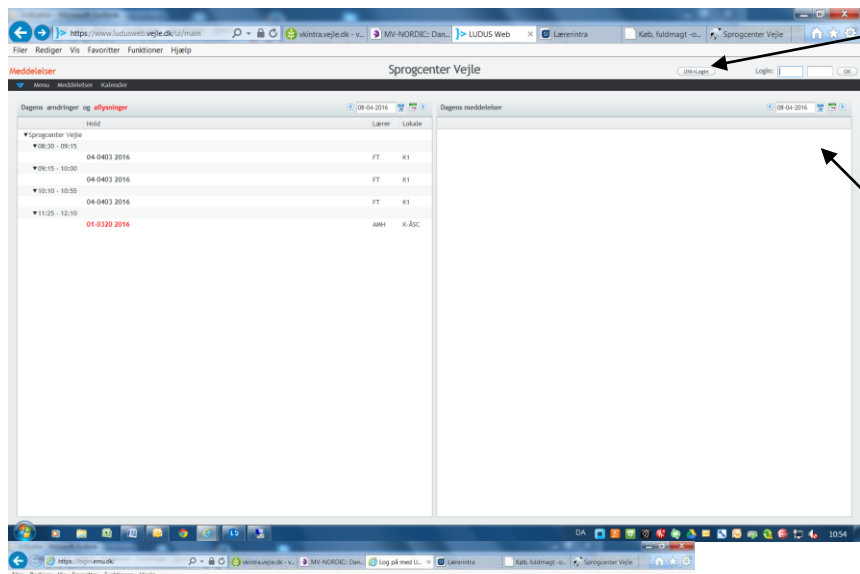 https://www.ludusweb.vejle.dk/ui/main
vkintra.vejle.dk - v... MV-NORDIC: Dan... LUDUS Web × Lærerintra Køb, fuldmagt -o... Sprogcenter Vejle
Filer Rediger Vis Favoritter Funktioner Hjælp
Meddelelser Sprogcenter Vejle UNI•Login Login: OK
Menu Meddelelser Kalender
Dagens ændringer og aflysninger 08-04-2016 Dagens meddelelser 08-04-2016
Hold Lærer Lokale
▼Sprogcenter Vejle
▼08:30 - 09:15
04-0403 2016 FT K1
▼09:15 - 10:00
04-0403 2016 FT K1
▼10:10 - 10:55
04-0403 2016 FT K1
▼11:25 - 12:10
01-0320 2016 AMH K-ÅSC
DA 10:54
https://login.emu.dk/ vkintra.vejle.dk - v... MV-NORDIC: Dan... Log på med U... × Lærerintra Køb, fuldmagt -o... Sprogcenter Vejle